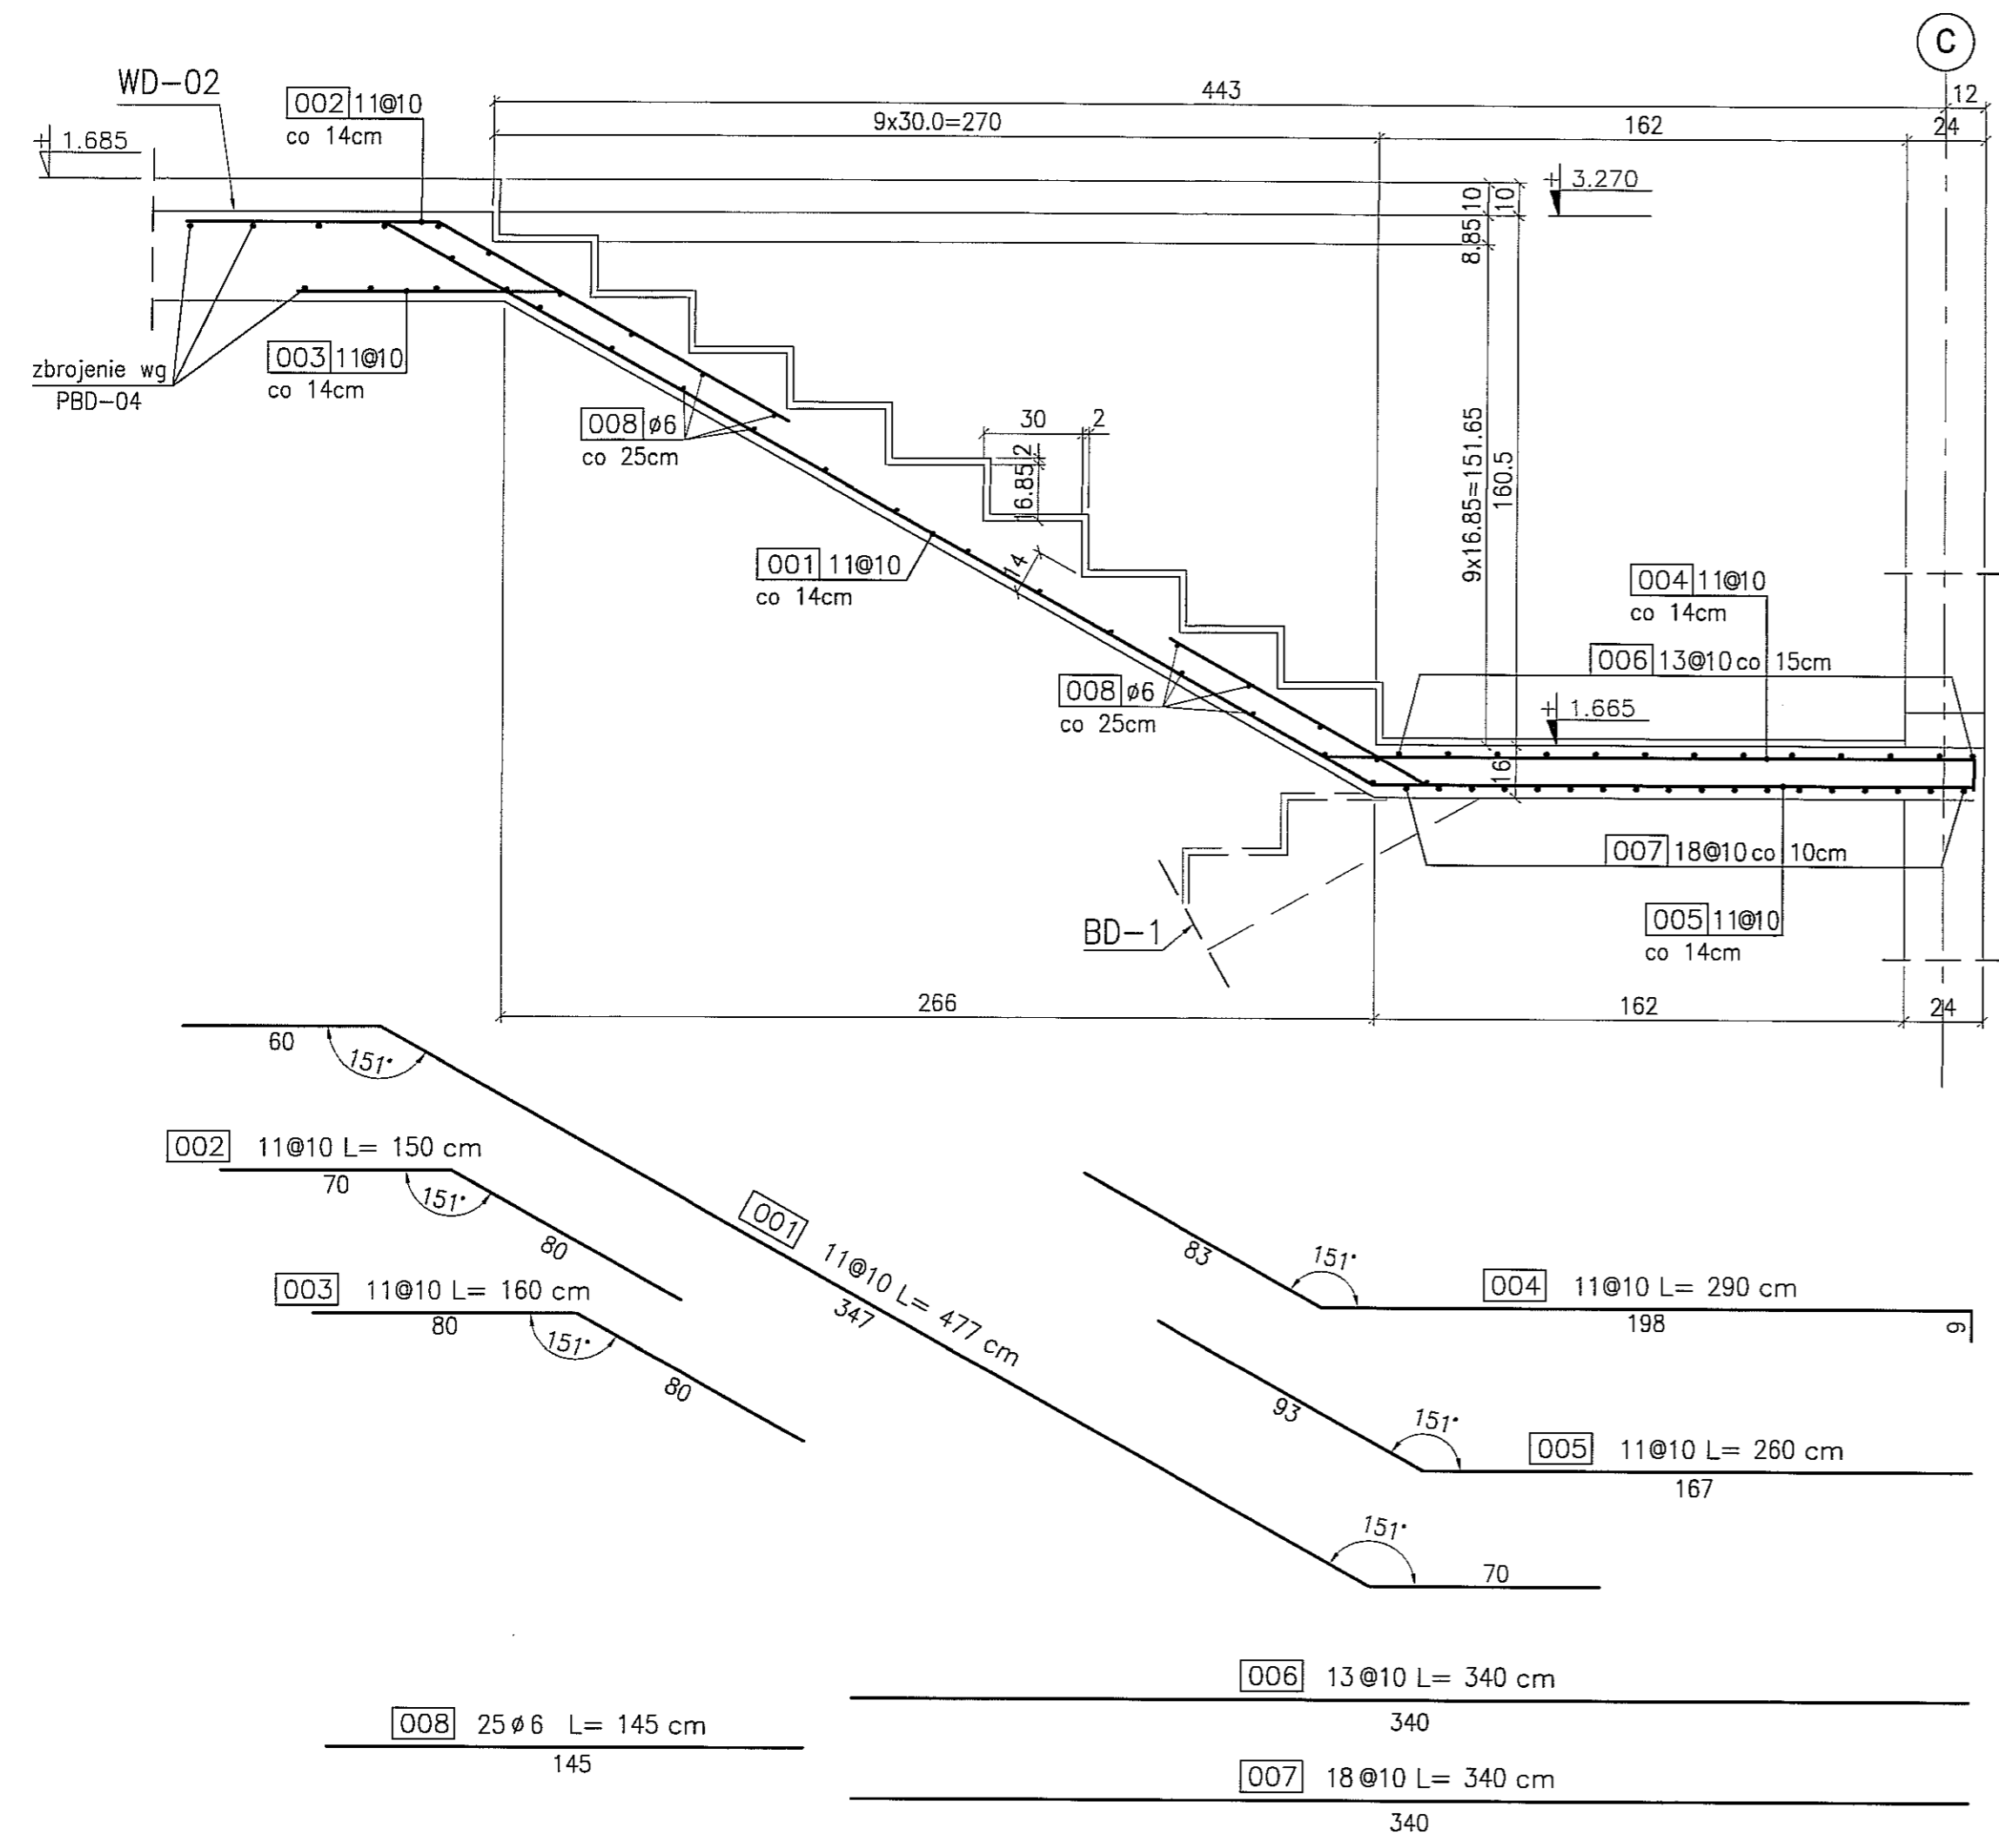 C
WD-02
002 11@10
co 14cm
443
12
9x30.0=270
162
24
+ 1.685
+ 3.270
10
10
8.85
zbrojenie wg
PBD-04
003 11@10
co 14cm
008 ø6
co 25cm
30
2
2
16.85
9x16.85=151.65
160.5
001 11@10
co 14cm
14
004 11@10
co 14cm
006 13@10 co 15cm
008 ø6
co 25cm
+ 1.665
16
007 18@10 co 10cm
BD-1
005 11@10
co 14cm
266
162
24
60
151°
002 11@10 L= 150 cm
70
151°
80
003 11@10 L= 160 cm
80
151°
80
001 11@10 L= 477 cm
347
151°
70
83
151°
004 11@10 L= 290 cm
198
9
93
151°
005 11@10 L= 260 cm
167
006 13@10 L= 340 cm
340
008 25ø6 L= 145 cm
145
007 18@10 L= 340 cm
340